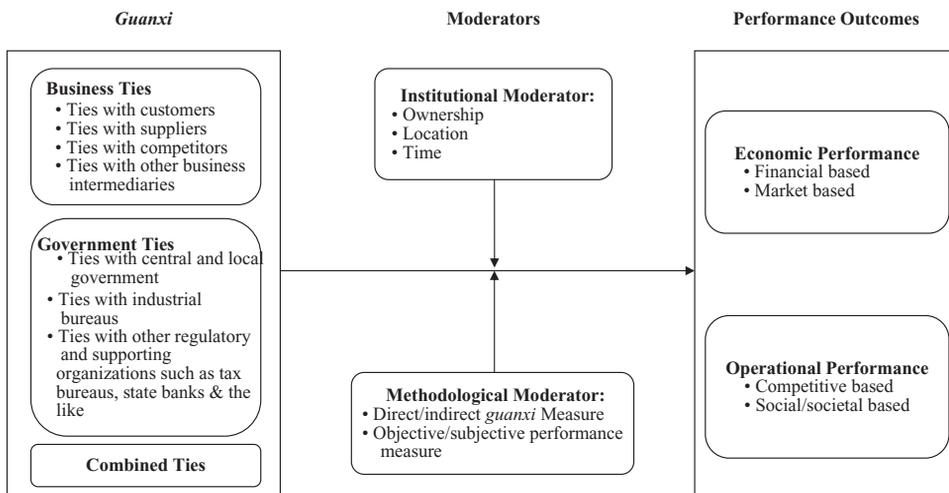 Guanxi
Moderators
Performance Outcomes
Business Ties
• Ties with customers
• Ties with suppliers
• Ties with competitors
• Ties with other business
intermediaries
Government Ties
• Ties with central and local
government
• Ties with industrial
bureaus
• Ties with other regulatory
and supporting
organizations such as tax
bureaus, state banks & the
like
Combined Ties
Institutional Moderator:
• Ownership
• Location
• Time
Methodological Moderator:
• Direct/indirect guanxi Measure
• Objective/subjective performance
measure
Economic Performance
• Financial based
• Market based
Operational Performance
• Competitive based
• Social/societal based